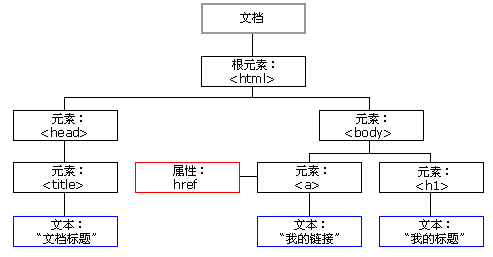 文档
根元素：
<html>
元素：
<head>
元素：
<body>
元素：
<title>
属性：
href
元素：
<a>
元素：
<h1>
文本：
“文档标题”
文本：
“我的链接”
文本：
“我的标题”